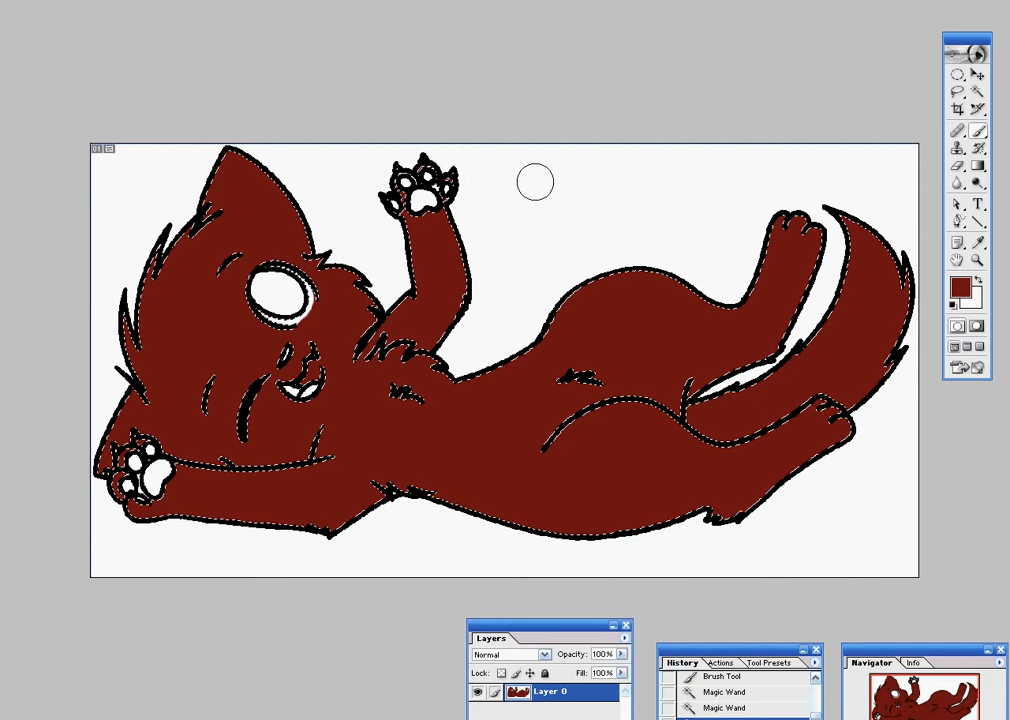 01
T
Layers
Normal
Opacity: 100%
Lock:
Fill: 100%
Layer 0
History
Actions
Tool Presets
Brush Tool
Magic Wand
Magic Wand
Navigator
Info